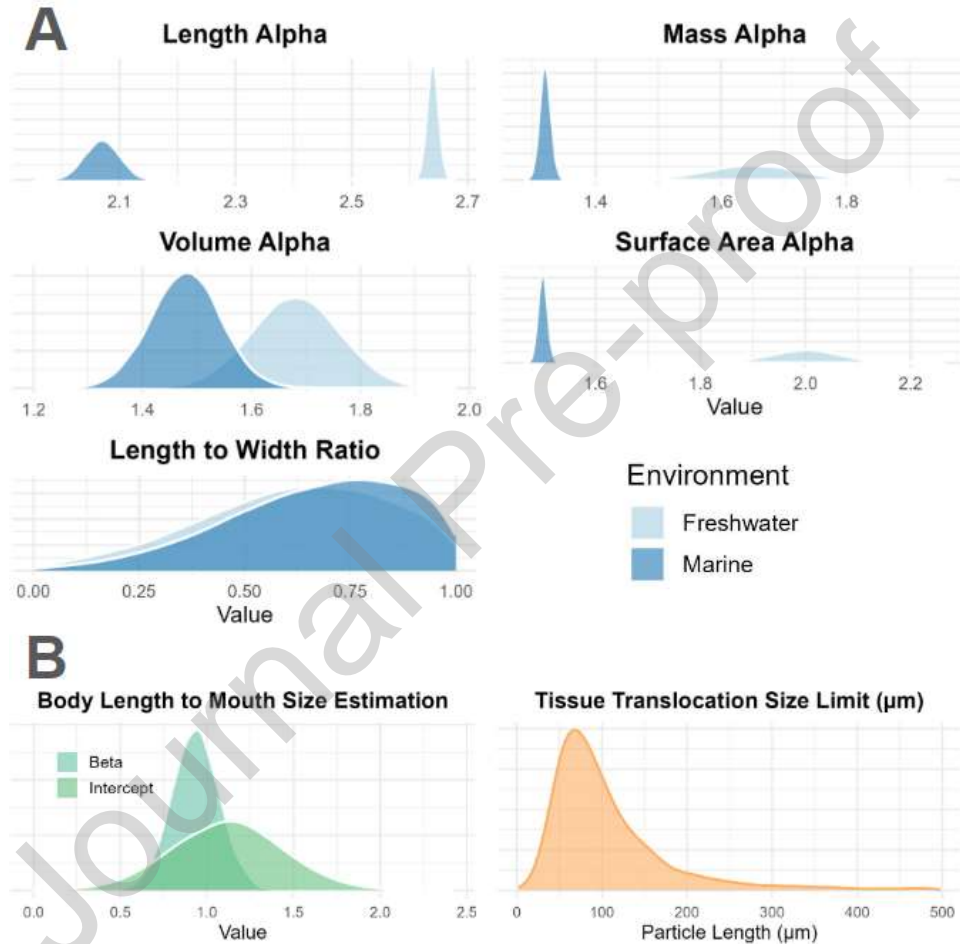 A
Length Alpha
Mass Alpha
2.1 2.3 2.5 2.7
1.4 1.6 1.8
Volume Alpha
Surface Area Alpha
1.2 1.4 1.6 1.8 2.0
1.6 1.8 2.0 2.2
Value
Length to Width Ratio
0.00 0.25 0.50 0.75 1.00
Value
Environment
Freshwater
Marine
B
Body Length to Mouth Size Estimation
Beta
Intercept
0.0 0.5 1.0 1.5 2.0 2.5
Value
Tissue Translocation Size Limit (µm)
0 100 200 300 400 500
Particle Length (µm)
Journal Pre-proof